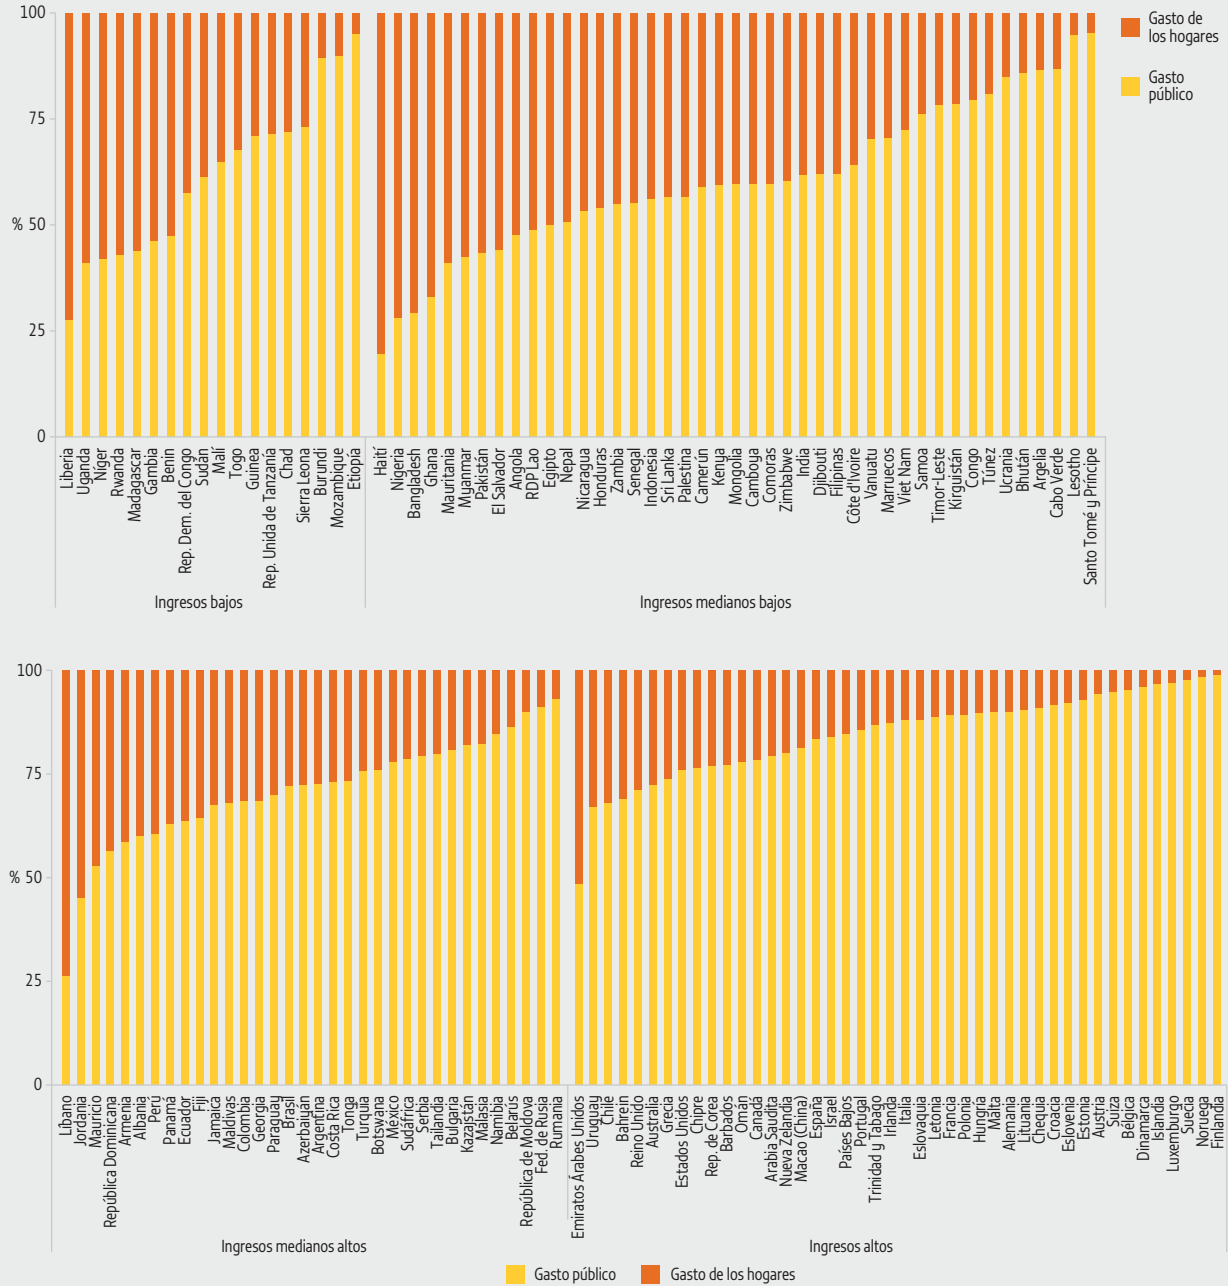 100
75
% 50
25
0
Gasto de
los hogares
Gasto
público
Liberia
Uganda
Níger
Rwanda
Madagascar
Gambia
Benin
Rep. Dem. del Congo
Sudán
Malí
Togo
Guinea
Rep. Unida de Tanzanía
Chad
Sierra Leona
Burundi
Mozambique
Etiopía
Haití
Nigeria
Bangladesh
Ghana
Mauritania
Myanmar
Pakistán
El Salvador
Angola
RDP Lao
Egipto
Nepal
Nicaragua
Honduras
Zambia
Senegal
Indonesia
Sri Lanka
Palestina
Camerún
Kenya
Mongolia
Camboya
Comoras
Zimbabwe
India
Djibouti
Filipinas
Côte d'Ivoire
Vanuatu
Marruecos
Viet Nam
Samoa
Timor-Leste
Kirguistán
Congo
Túnez
Ucrania
Bhután
Argelia
Cabo Verde
Lesotho
Santo Tomé y Príncipe
Ingresos bajos
Ingresos medianos bajos
100
75
% 50
25
0
Líbano
Jordania
Mauricio
República Dominicana
Armenia
Albania
Perú
Panamá
Ecuador
Fiji
Jamaica
Maldivas
Colombia
Georgia
Paraguay
Brasil
Azerbaiyán
Argentina
Costa Rica
Tonga
Turquía
Botswana
México
Sudáfrica
Serbia
Tailandia
Bulgaria
Kazajstán
Malasia
Namibia
Belarús
República de Moldova
Fed. de Rusia
Rumania
Emiratos Árabes Unidos
Uruguay
Chile
Bahrein
Reino Unido
Australia
Grecia
Estados Unidos
Chipre
Rep. de Corea
Barbados
Omán
Canadá
Arabia Saudita
Nueva Zelandia
Macao (China)
España
Israel
Países Bajos
Portugal
Trinidad y Tabago
Irlanda
Italia
Eslovaquia
Letonia
Francia
Polonia
Hungría
Malta
Alemania
Lituania
Chequia
Croacia
Eslovenia
Estonia
Austria
Suiza
Bélgica
Dinamarca
Islandia
Luxemburgo
Suecia
Noruega
Finlandia
Ingresos medianos altos
Ingresos altos
Gasto público
Gasto de los hogares